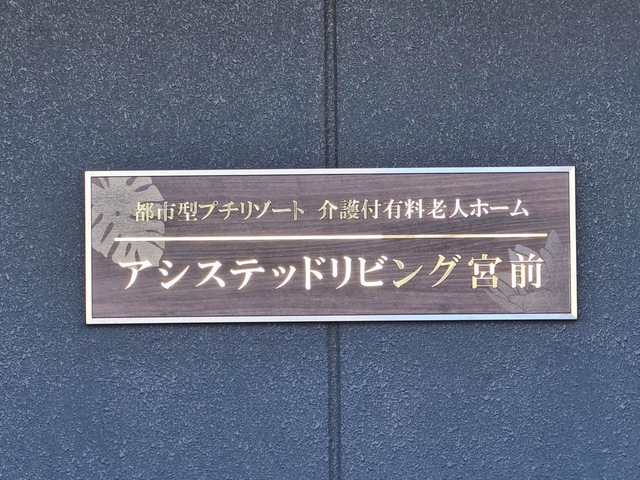 都市型プチリゾート 介護付有料老人ホーム
アシステッドリビング宮前